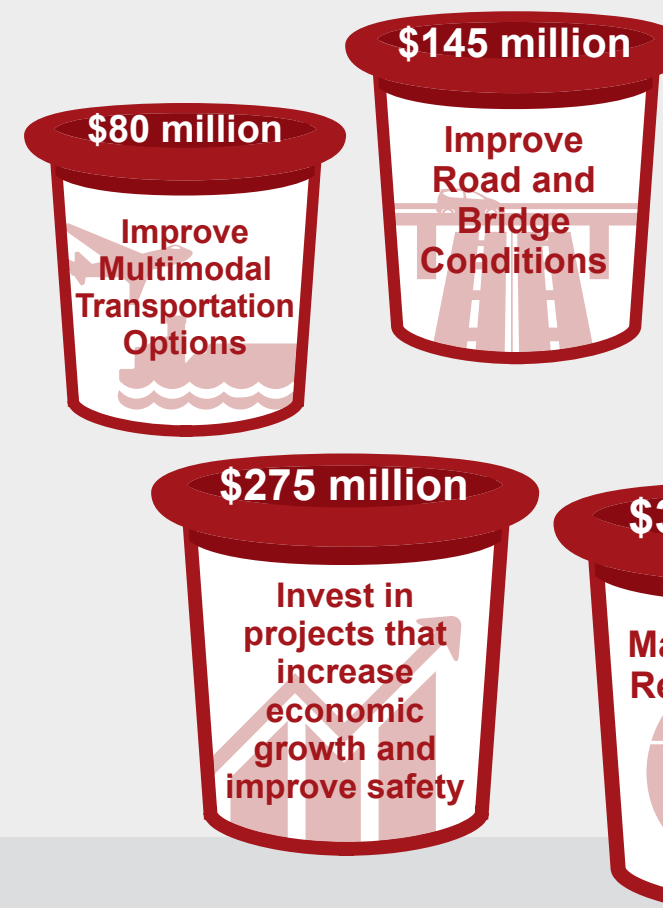 $145 million
Improve
Road and
Bridge
Conditions
$80 million
Improve
Multimodal
Transportation
Options
$275 million
Invest in
projects that
increase
economic
growth and
improve safety